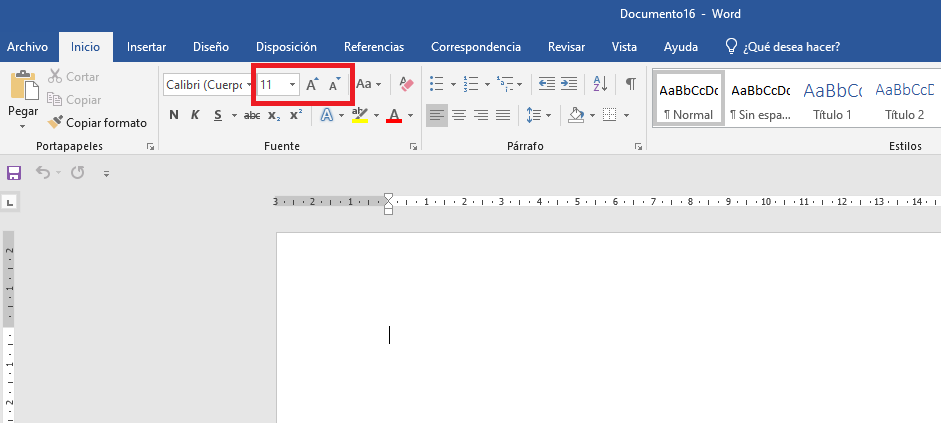 Documento16 - Word
Archivo Inicio Insertar Diseño Disposición Referencias Correspondencia Revisar Vista Ayuda ¿Qué desea hacer?
Pegar
Cortar
Copiar
Copiar formato
Portapapeles
Calibri (Cuerpo 11 A A Aa
N K S abc x₂ x² A ab A
Fuente
Párrafo
AaBbCcDc AaBbCcDc AaBbCc AaBbCcD
¶ Normal ¶ Sin espa... Título 1 Título 2
Estilos
3 2 1 1 2 3 4 5 6 7 8 9 10 11 12 13 14
2
1
1
2